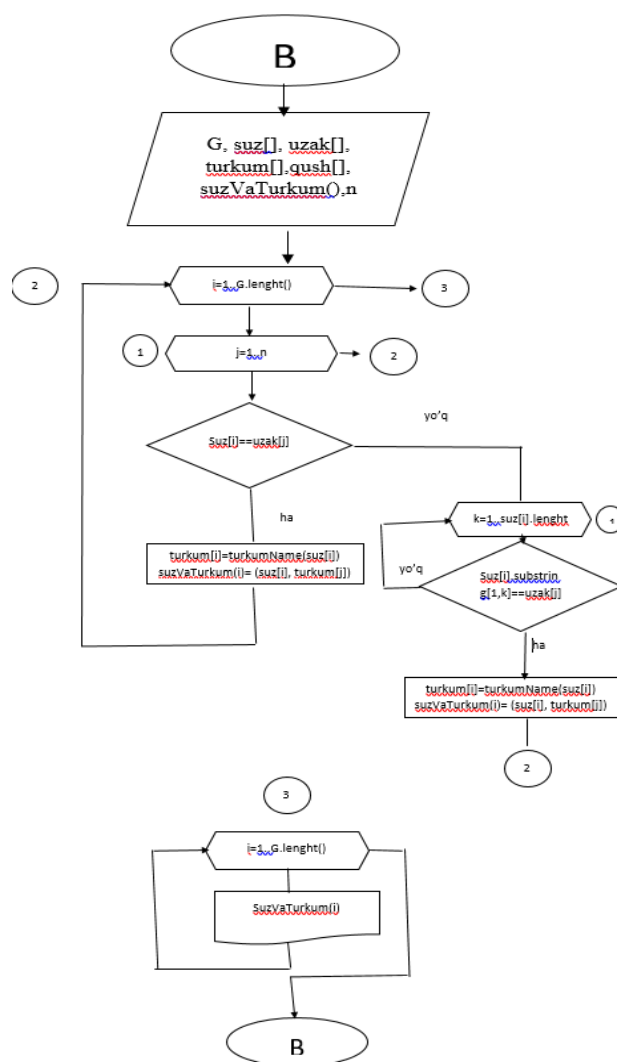 B
G, suz[], uzak[],
turkum[],qush[],
suzVaTurkum(),n
2
i=1..G.lenght()
3
1
j=1..n
2
yo'q
Suz[i]==uzak[j]
ha
k=1..suz[i].lenght
1
turkum[i]=turkumName(suz[i])
suzVaTurkum(i)= (suz[i], turkum[j])
yo'q
Suz[i].substrin
g[1,k]==uzak[j]
ha
turkum[i]=turkumName(suz[i])
suzVaTurkum(i)= (suz[i], turkum[j])
2
3
i=1..G.lenght()
SuzVaTurkum(i)
B